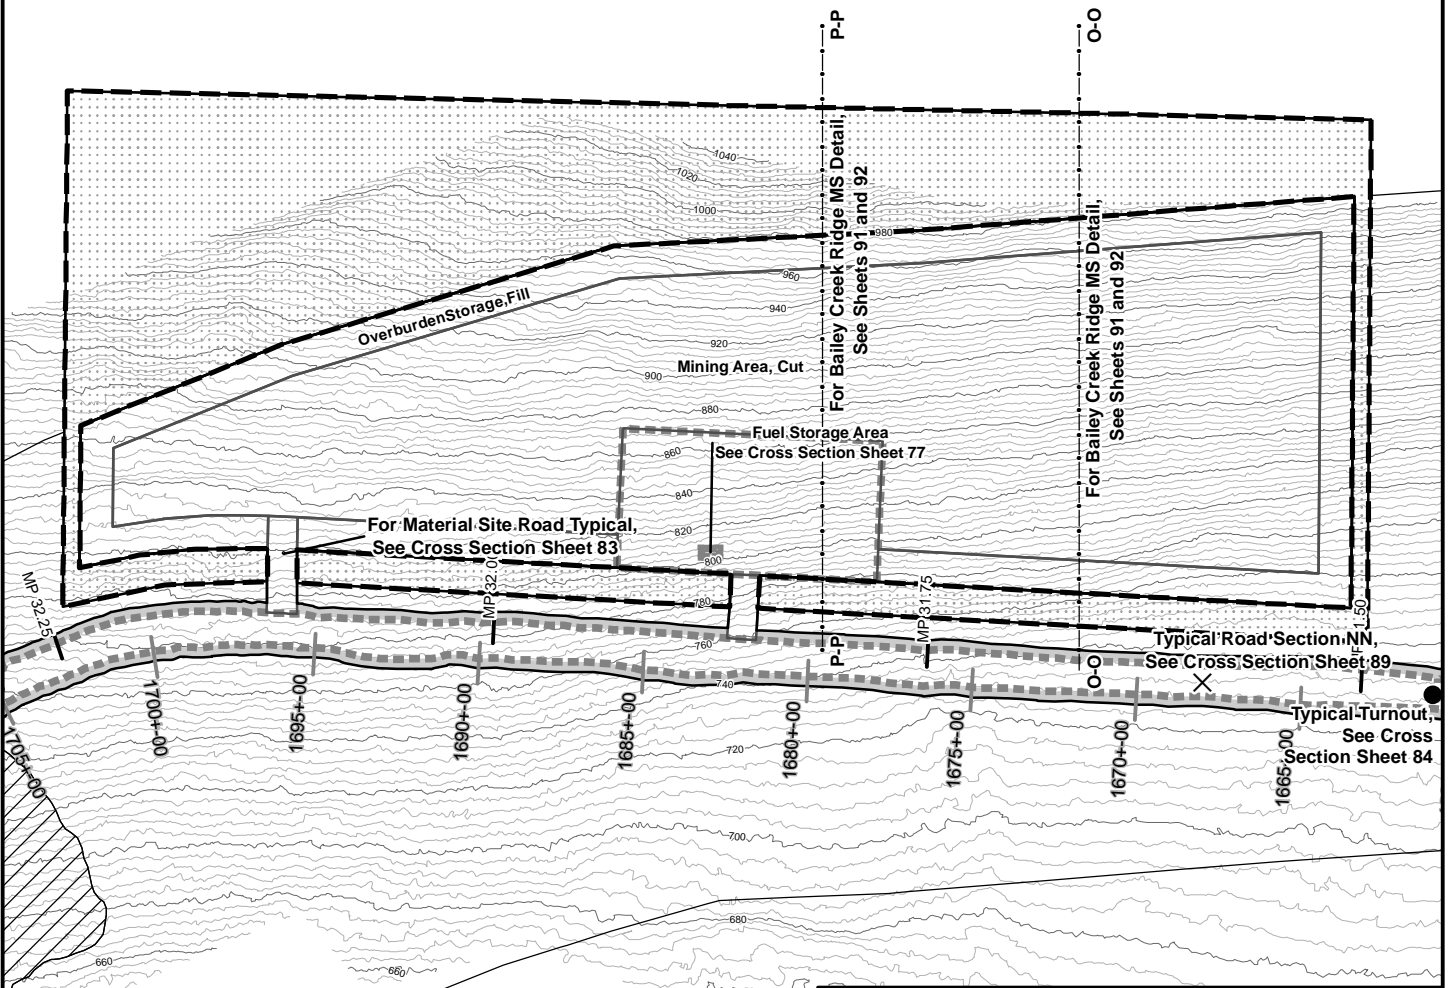 P-P
O-O
For Bailey Creek Ridge MS Detail,
See Sheets 91 and 92
For Bailey Creek Ridge MS Detail,
See Sheets 91 and 92
1040
1020
1000
980
960
940
920
900
880
860
840
820
800
780
760
740
720
700
680
660
660
OverburdenStorage,Fill
Mining Area, Cut
Fuel Storage Area
See Cross Section Sheet 77
For Material Site Road Typical,
See Cross Section Sheet 83
MP 32.25
MP 32.00
MP 31.75
1.50
P-P
O-O
Typical Road Section NN,
See Cross Section Sheet 89
Typical Turnout,
See Cross
Section Sheet 84
1705+00
1700+00
1695+00
1690+00
1685+00
1680+00
1675+00
1670+00
1665+00